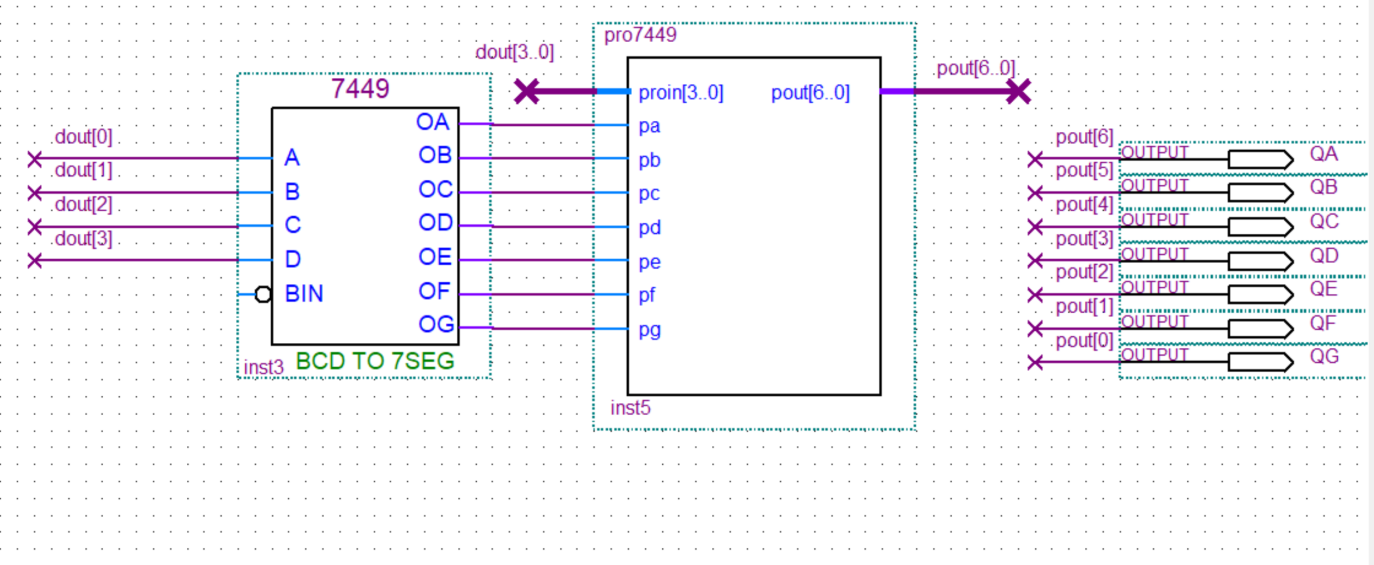 dout[0]
dout[1]
dout[2]
dout[3]
7449
A
B
C
D
BIN
OA
OB
OC
OD
OE
OF
OG
inst3
BCD TO 7SEG
dout[3..0]
pro7449
proin[3..0]
pout[6..0]
pa
pb
pc
pd
pe
pf
pg
inst5
pout[6..0]
pout[6]
OUTPUT
QA
pout[5]
OUTPUT
QB
pout[4]
OUTPUT
QC
pout[3]
OUTPUT
QD
pout[2]
OUTPUT
QE
pout[1]
OUTPUT
QF
pout[0]
OUTPUT
QG